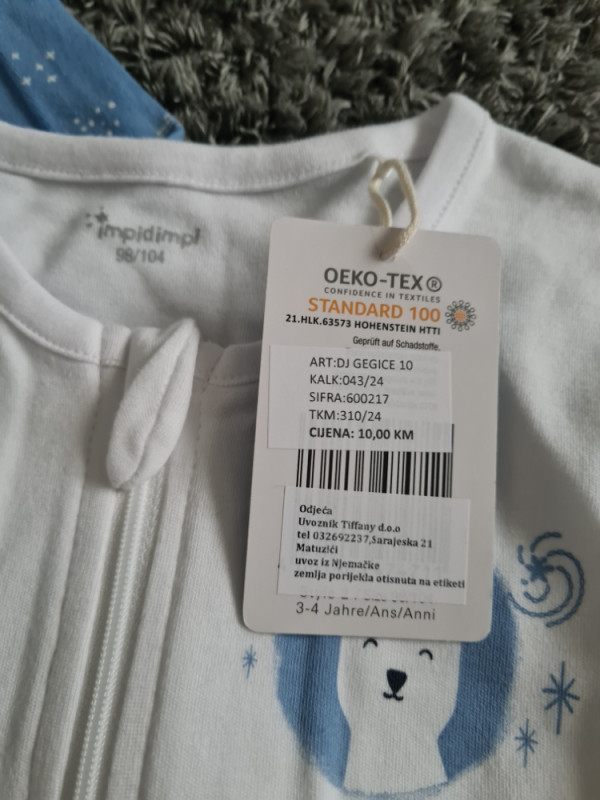 impidimpi
98/104
OEKO-TEX®
CONFIDENCE IN TEXTILES
STANDARD 100
21.HLK.63573 HOHENSTEIN HTTI
Geprüft auf Schadstoffe.
ART:DJ GEGICE 10
KALK:043/24
SIFRA:600217
TKM:310/24
CIJENA: 10,00 KM
Odjeća
Uvoznik Tiffany d.o.o
tel 032692237,Sarajeska 21
Matuzići
uvoz iz Njemačke
zemlja porijekla otisnuta na etiketi
3-4 Jahre/Ans/Anni